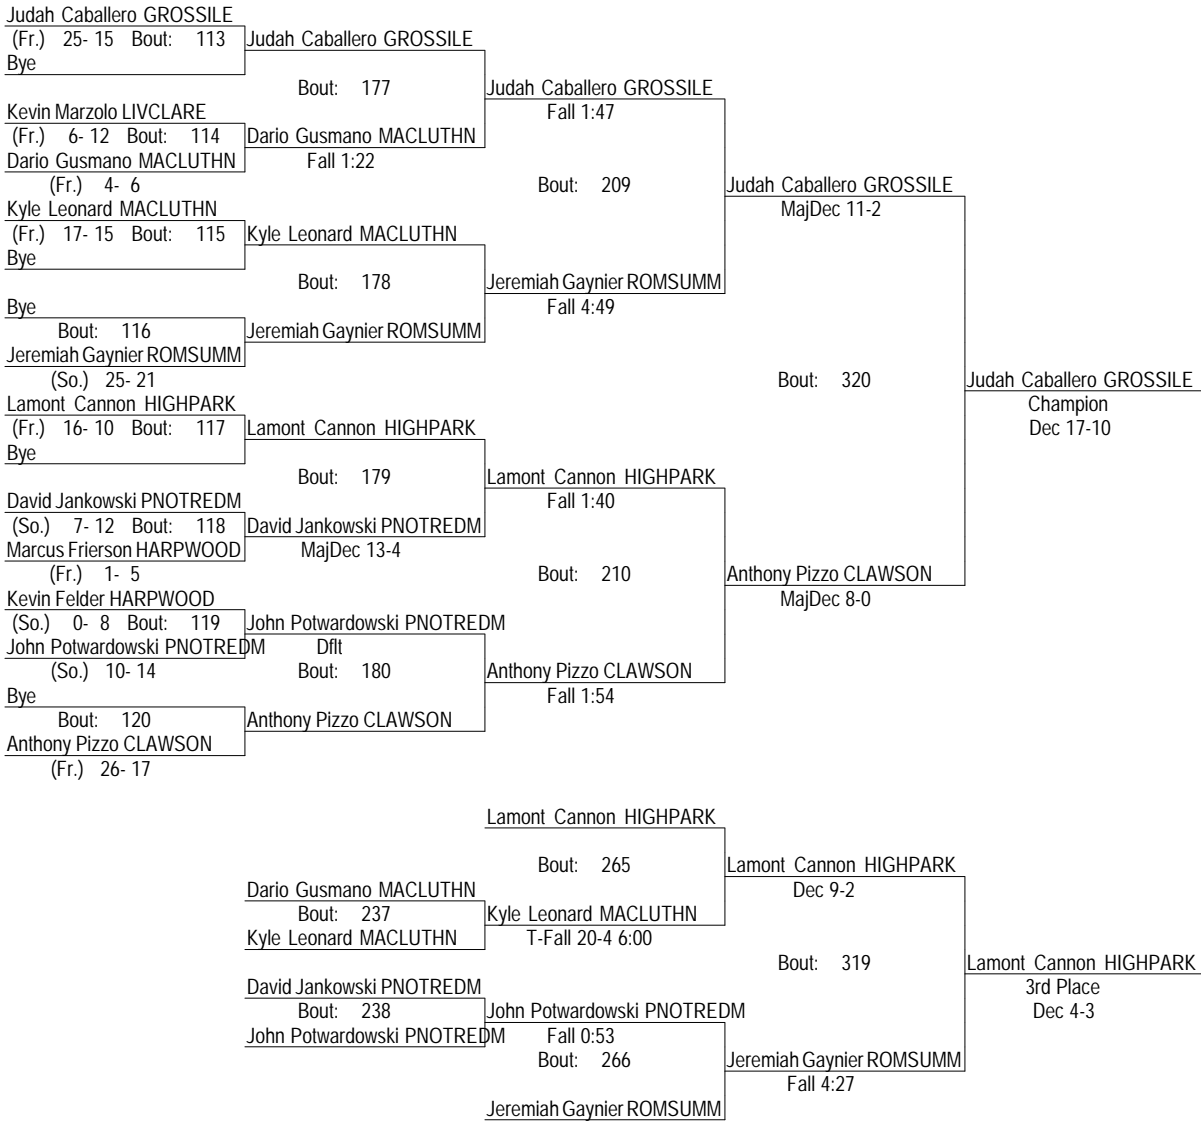 Judah Caballero GROSSILE
(Fr.) 25- 15 Bout: 113 Judah Caballero GROSSILE
Bye
Bout: 177 Judah Caballero GROSSILE
Kevin Marzolo LIVCLARE Fall 1:47
(Fr.) 6- 12 Bout: 114 Dario Gusmano MACLUTHN
Dario Gusmano MACLUTHN Fall 1:22
(Fr.) 4- 6 Bout: 209 Judah Caballero GROSSILE
Kyle Leonard MACLUTHN MajDec 11-2
(Fr.) 17- 15 Bout: 115 Kyle Leonard MACLUTHN
Bye
Bout: 178 Jeremiah Gaynier ROMSUMM
Bye Fall 4:49
Bout: 116 Jeremiah Gaynier ROMSUMM
Jeremiah Gaynier ROMSUMM
(So.) 25- 21 Bout: 320 Judah Caballero GROSSILE
Lamont Cannon HIGHPARK Champion
(Fr.) 16- 10 Bout: 117 Lamont Cannon HIGHPARK Dec 17-10
Bye
Bout: 179 Lamont Cannon HIGHPARK
David Jankowski PNOTREDM Fall 1:40
(So.) 7- 12 Bout: 118 David Jankowski PNOTREDM
Marcus Frierson HARPWOOD MajDec 13-4
(Fr.) 1- 5 Bout: 210 Anthony Pizzo CLAWSON
Kevin Felder HARPWOOD MajDec 8-0
(So.) 0- 8 Bout: 119 John Potwardowski PNOTREDM
John Potwardowski PNOTREDM Dflt
(So.) 10- 14 Bout: 180 Anthony Pizzo CLAWSON
Bye Fall 1:54
Bout: 120 Anthony Pizzo CLAWSON
Anthony Pizzo CLAWSON
(Fr.) 26- 17
Lamont Cannon HIGHPARK
Bout: 265 Lamont Cannon HIGHPARK
Dario Gusmano MACLUTHN Dec 9-2
Bout: 237 Kyle Leonard MACLUTHN
Kyle Leonard MACLUTHN T-Fall 20-4 6:00
Bout: 319 Lamont Cannon HIGHPARK
David Jankowski PNOTREDM 3rd Place
Bout: 238 John Potwardowski PNOTREDM Dec 4-3
John Potwardowski PNOTREDM Fall 0:53
Bout: 266 Jeremiah Gaynier ROMSUMM
Fall 4:27
Jeremiah Gaynier ROMSUMM